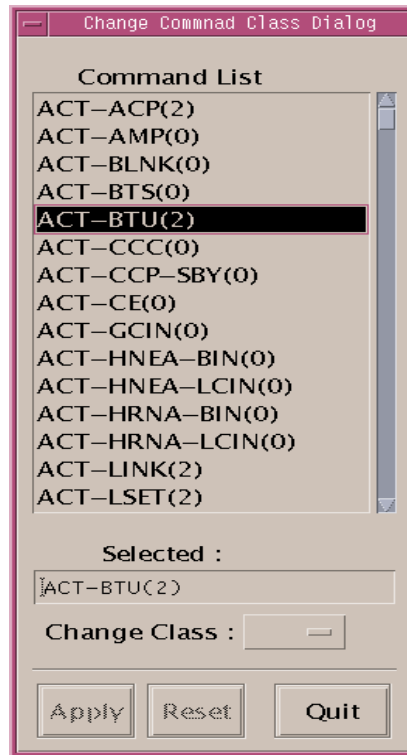 Change Commnad Class Dialog
Command List
ACT-ACP(2)
ACT-AMP(0)
ACT-BLNK(0)
ACT-BTS(0)
ACT-BTU(2)
ACT-CCC(0)
ACT-CCP-SBY(0)
ACT-CE(0)
ACT-GCIN(0)
ACT-HNEA-BIN(0)
ACT-HNEA-LCIN(0)
ACT-HRNA-BIN(0)
ACT-HRNA-LCIN(0)
ACT-LINK(2)
ACT-LSET(2)
Selected :
ACT-BTU(2)
Change Class :
Apply Reset Quit